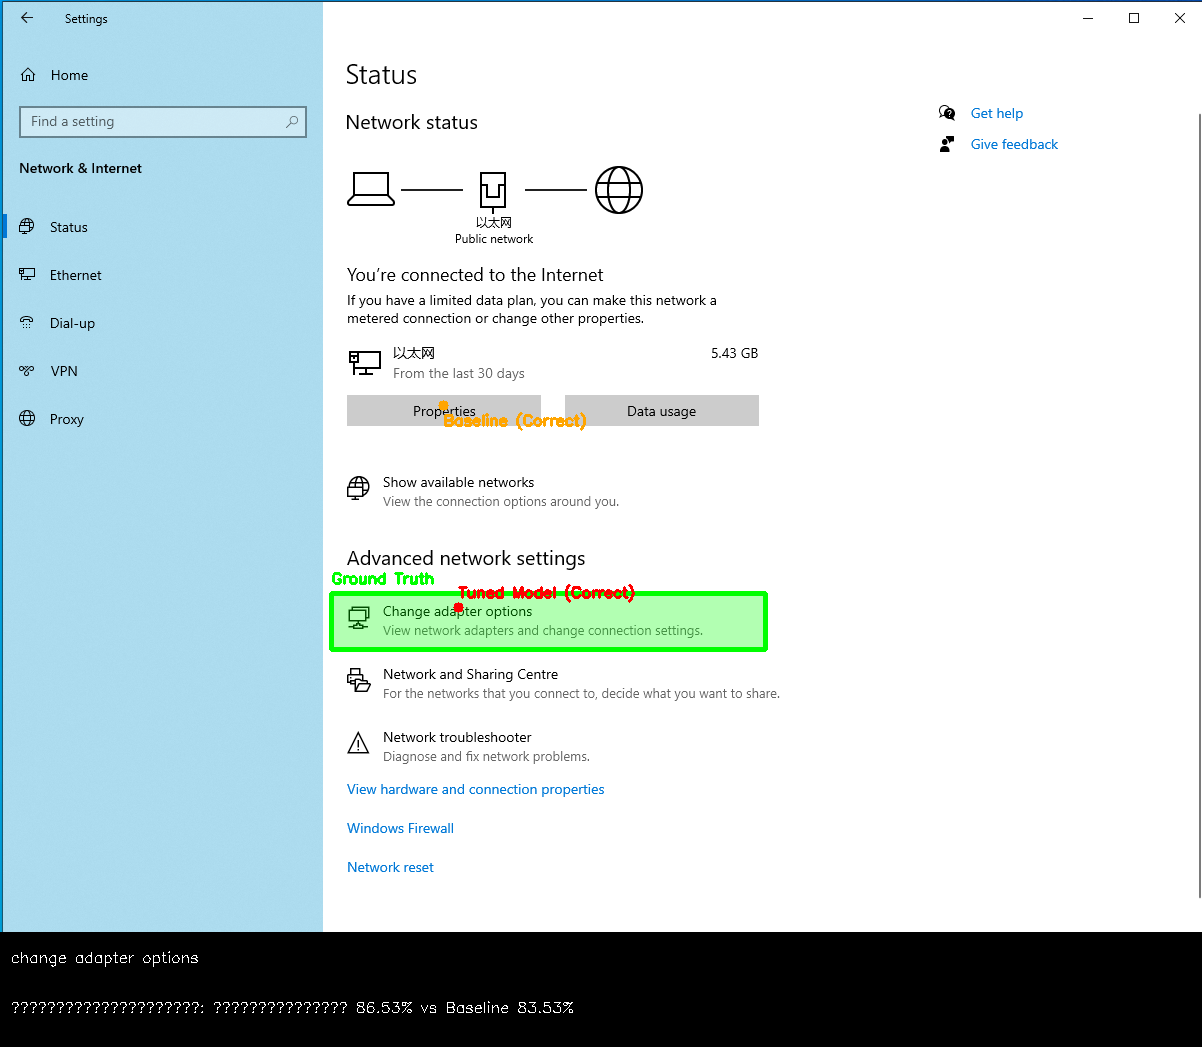 Settings
Home
Find a setting
Network & Internet
Status
Ethernet
Dial-up
VPN
Proxy
Status
Network status
以太网
Public network
You're connected to the Internet
If you have a limited data plan, you can make this network a
metered connection or change other properties.
以太网
5.43 GB
From the last 30 days
Properties
Data usage
Baseline (Correct)
Show available networks
View the connection options around you.
Advanced network settings
Ground Truth
Tuned Model (Correct)
Change adapter options
View network adapters and change connection settings.
Network and Sharing Centre
For the networks that you connect to, decide what you want to share.
Network troubleshooter
Diagnose and fix network problems.
View hardware and connection properties
Windows Firewall
Network reset
Get help
Give feedback
change adapter options
?????????????????????: ??????????????? 86.53% vs Baseline 83.53%